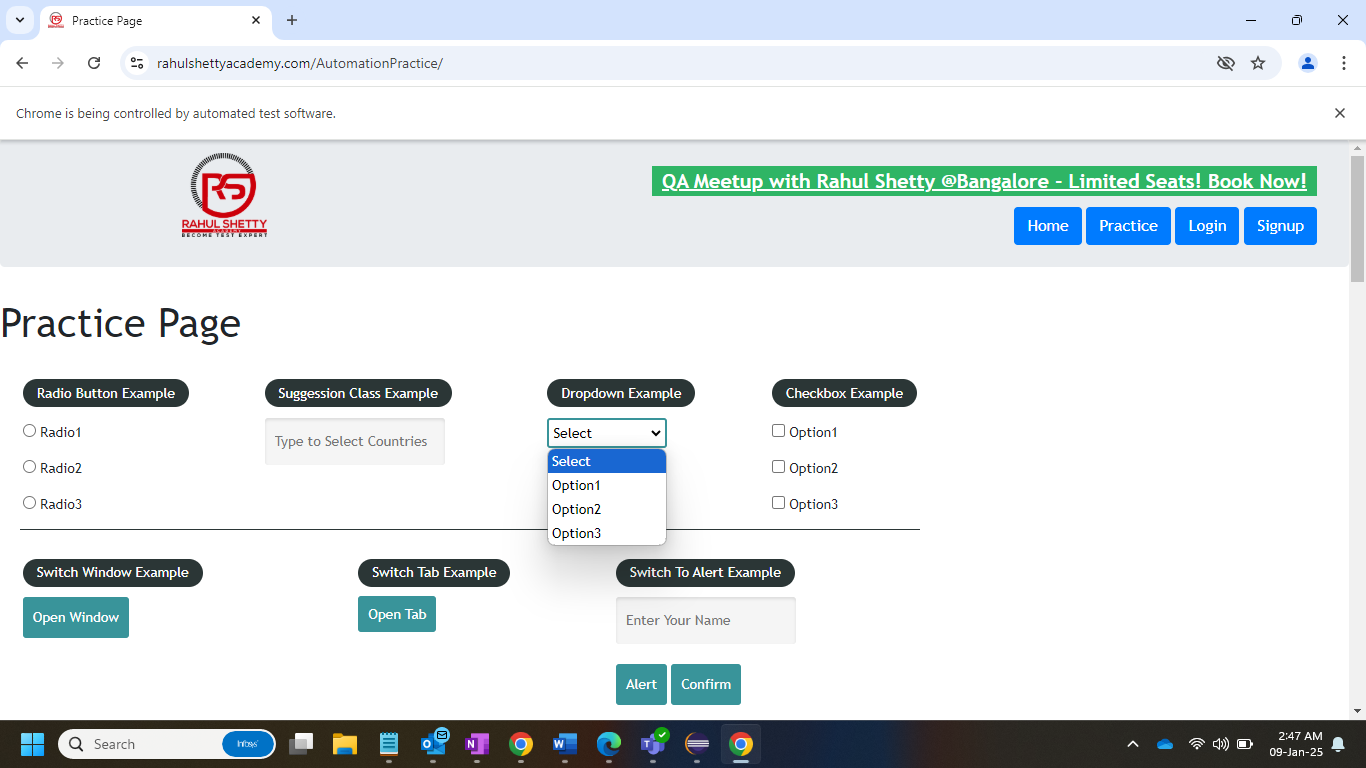 Practice Page
rahulshettyacademy.com/AutomationPractice/
Chrome is being controlled by automated test software.
RS
RAHUL SHETTY
ACADEMY
BECOME TEST EXPERT
QA Meetup with Rahul Shetty @Bangalore - Limited Seats! Book Now!
Home Practice Login Signup
Practice Page
Radio Button Example Suggession Class Example Dropdown Example Checkbox Example
Radio1 Type to Select Countries Select Option1
Select
Radio2 Option1 Option2
Option2
Radio3 Option3 Option3
Switch Window Example Switch Tab Example Switch To Alert Example
Open Window Open Tab Enter Your Name
Alert Confirm
Search Infosys
2:47 AM
09-Jan-25